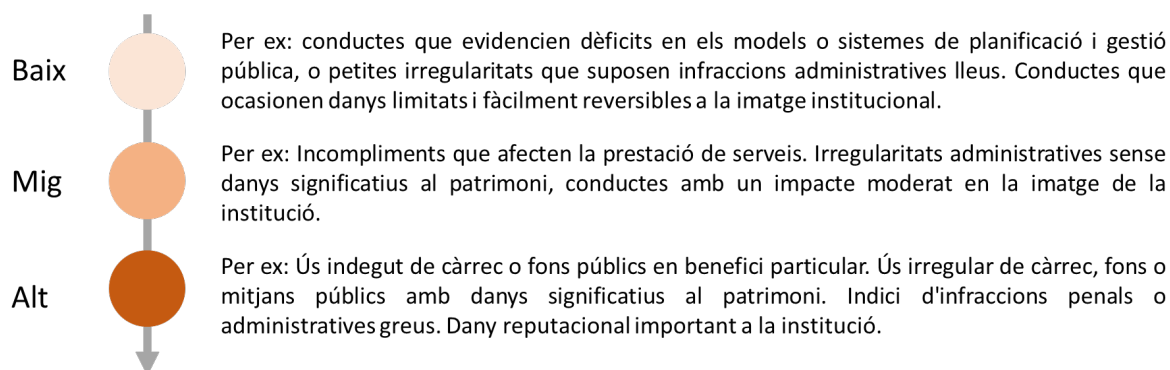 Baix
Per ex: conductes que evidencien dèficits en els models o sistemes de planificació i gestió
pública, o petites irregularitats que suposen infraccions administratives lleus. Conductes que
ocasionen danys limitats i fàcilment reversibles a la imatge institucional.
Mig
Per ex: Incompliments que afecten la prestació de serveis. Irregularitats administratives sense
danys significatius al patrimoni, conductes amb un impacte moderat en la imatge de la
institució.
Alt
Per ex: Ús indegut de càrrec o fons públics en benefici particular. Ús irregular de càrrec, fons o
mitjans públics amb danys significatius al patrimoni. Indici d'infraccions penals o
administratives greus. Dany reputacional important a la institució.